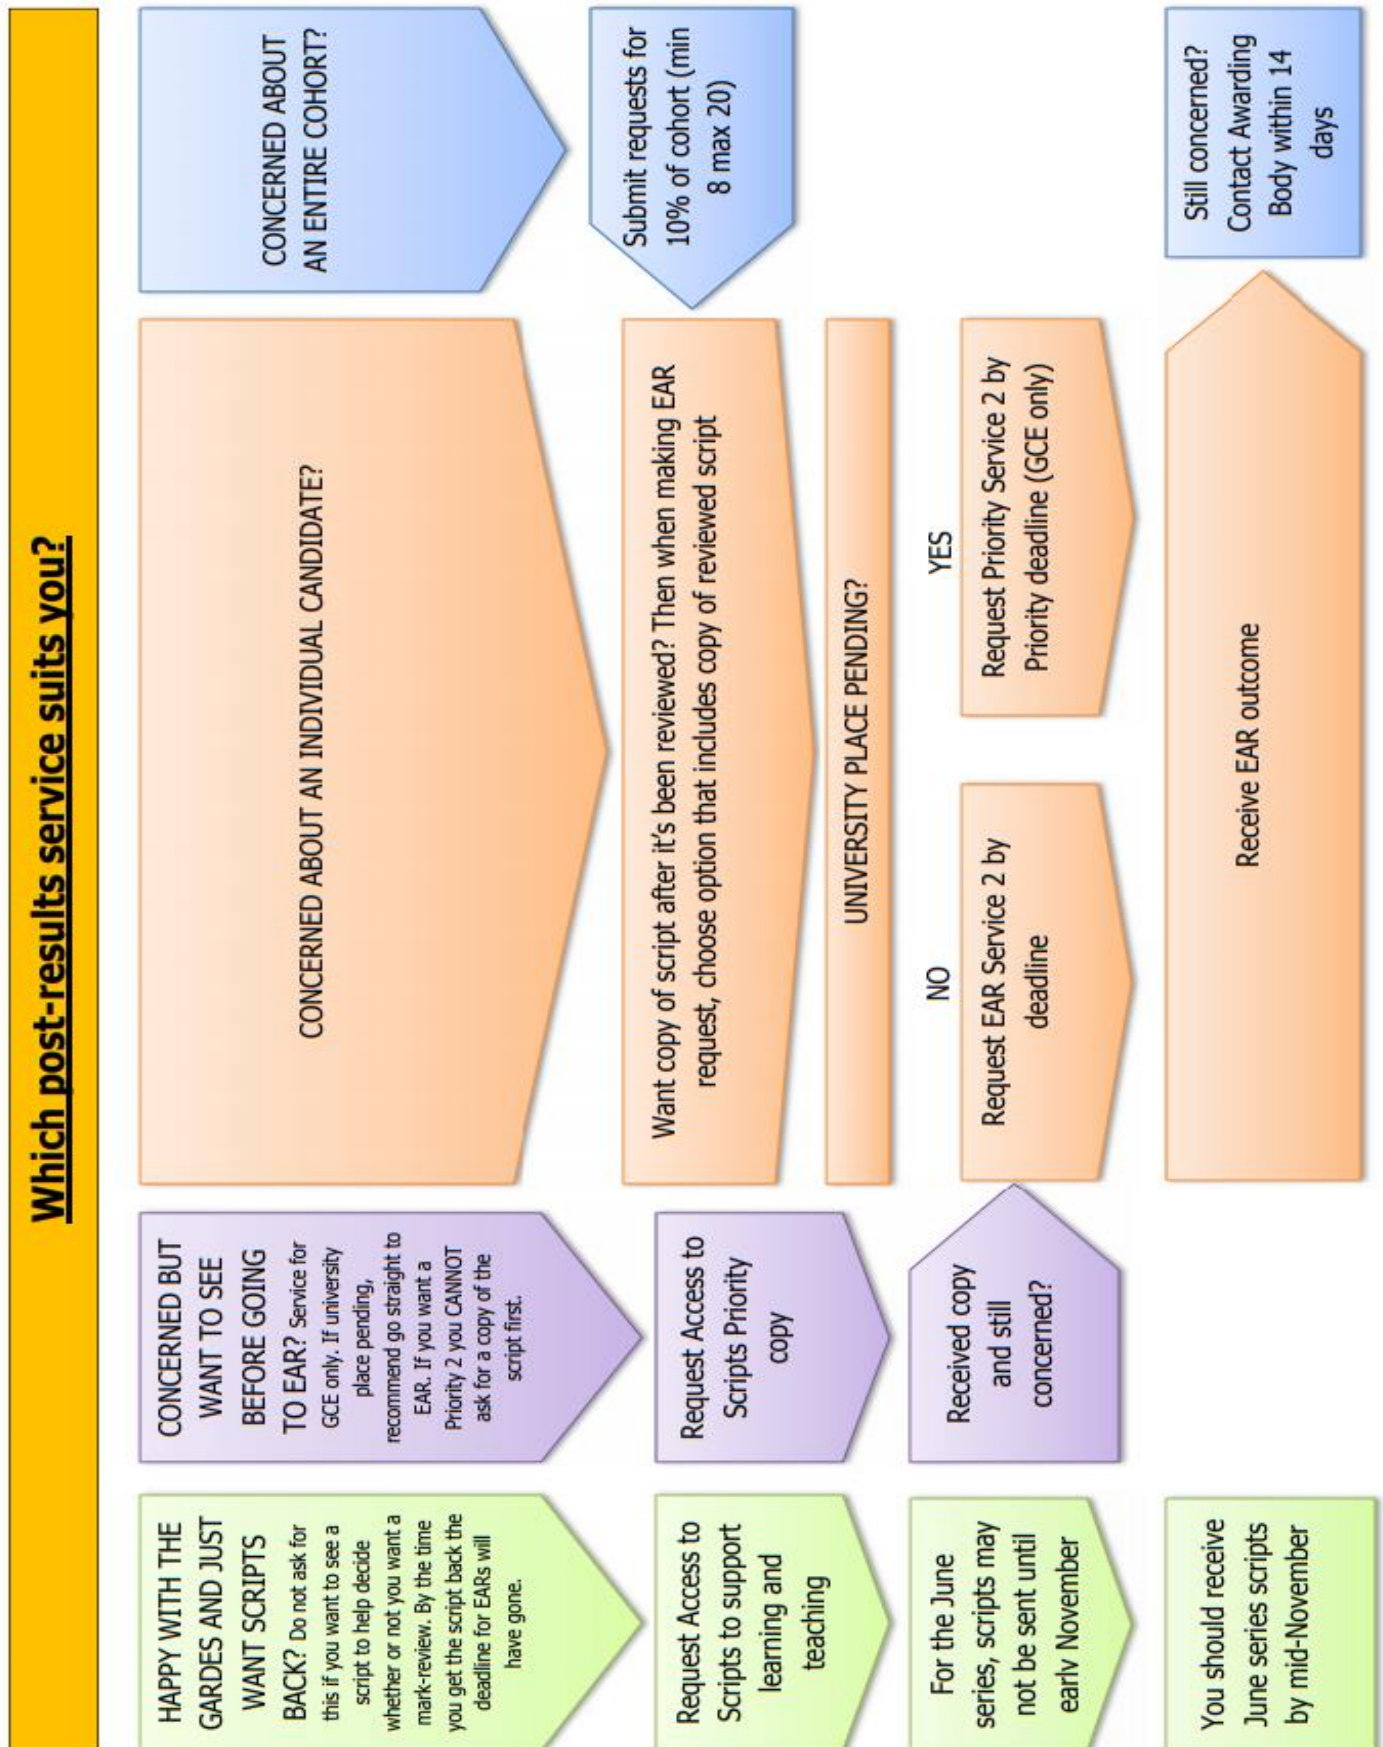 Which post-results service suits you?
HAPPY WITH THE
GARDES AND JUST
WANT SCRIPTS
BACK? Do not ask for
this if you want to see a
script to help decide
whether or not you want a
mark-review. By the time
you get the script back the
deadline for EARs will
have gone.
Request Access to
Scripts to support
learning and
teaching
For the June
series, scripts may
not be sent until
early November
You should receive
June series scripts
by mid-November
CONCERNED BUT
WANT TO SEE
BEFORE GOING
TO EAR? Service for
GCE only. If university
place pending,
recommend go straight to
EAR. If you want a
Priority 2 you CANNOT
ask for a copy of the
script first.
Request Access to
Scripts Priority
copy
Received copy
and still
concerned?
CONCERNED ABOUT AN INDIVIDUAL CANDIDATE?
Want copy of script after it's been reviewed? Then when making EAR
request, choose option that includes copy of reviewed script
UNIVERSITY PLACE PENDING?
NO
Request EAR Service 2 by
deadline
YES
Request Priority Service 2 by
Priority deadline (GCE only)
Receive EAR outcome
CONCERNED ABOUT
AN ENTIRE COHORT?
Submit requests for
10% of cohort (min
8 max 20)
Still concerned?
Contact Awarding
Body within 14
days